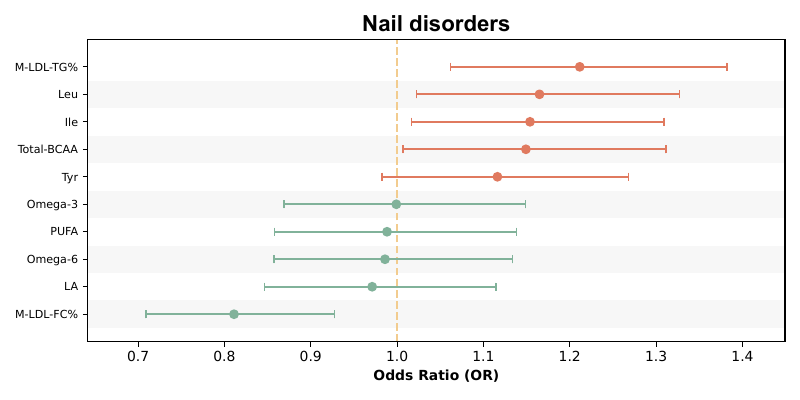 Nail disorders
M-LDL-TG%
Leu
Ile
Total-BCAA
Tyr
Omega-3
PUFA
Omega-6
LA
M-LDL-FC%
0.7 0.8 0.9 1.0 1.1 1.2 1.3 1.4
Odds Ratio (OR)